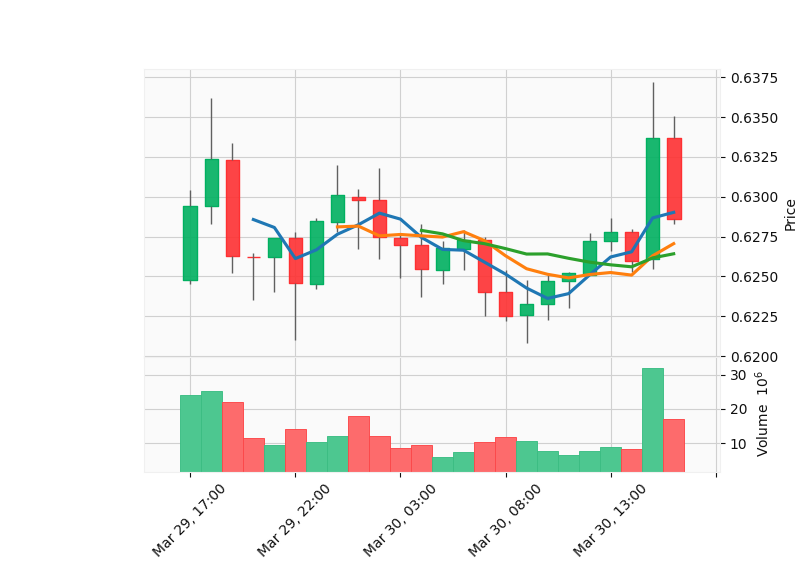 0.6375
0.6350
0.6325
0.6300
0.6275
0.6250
0.6225
0.6200
Price
30
20
10
Volume 10⁶
Mar 29, 17:00
Mar 29, 22:00
Mar 30, 03:00
Mar 30, 08:00
Mar 30, 13:00